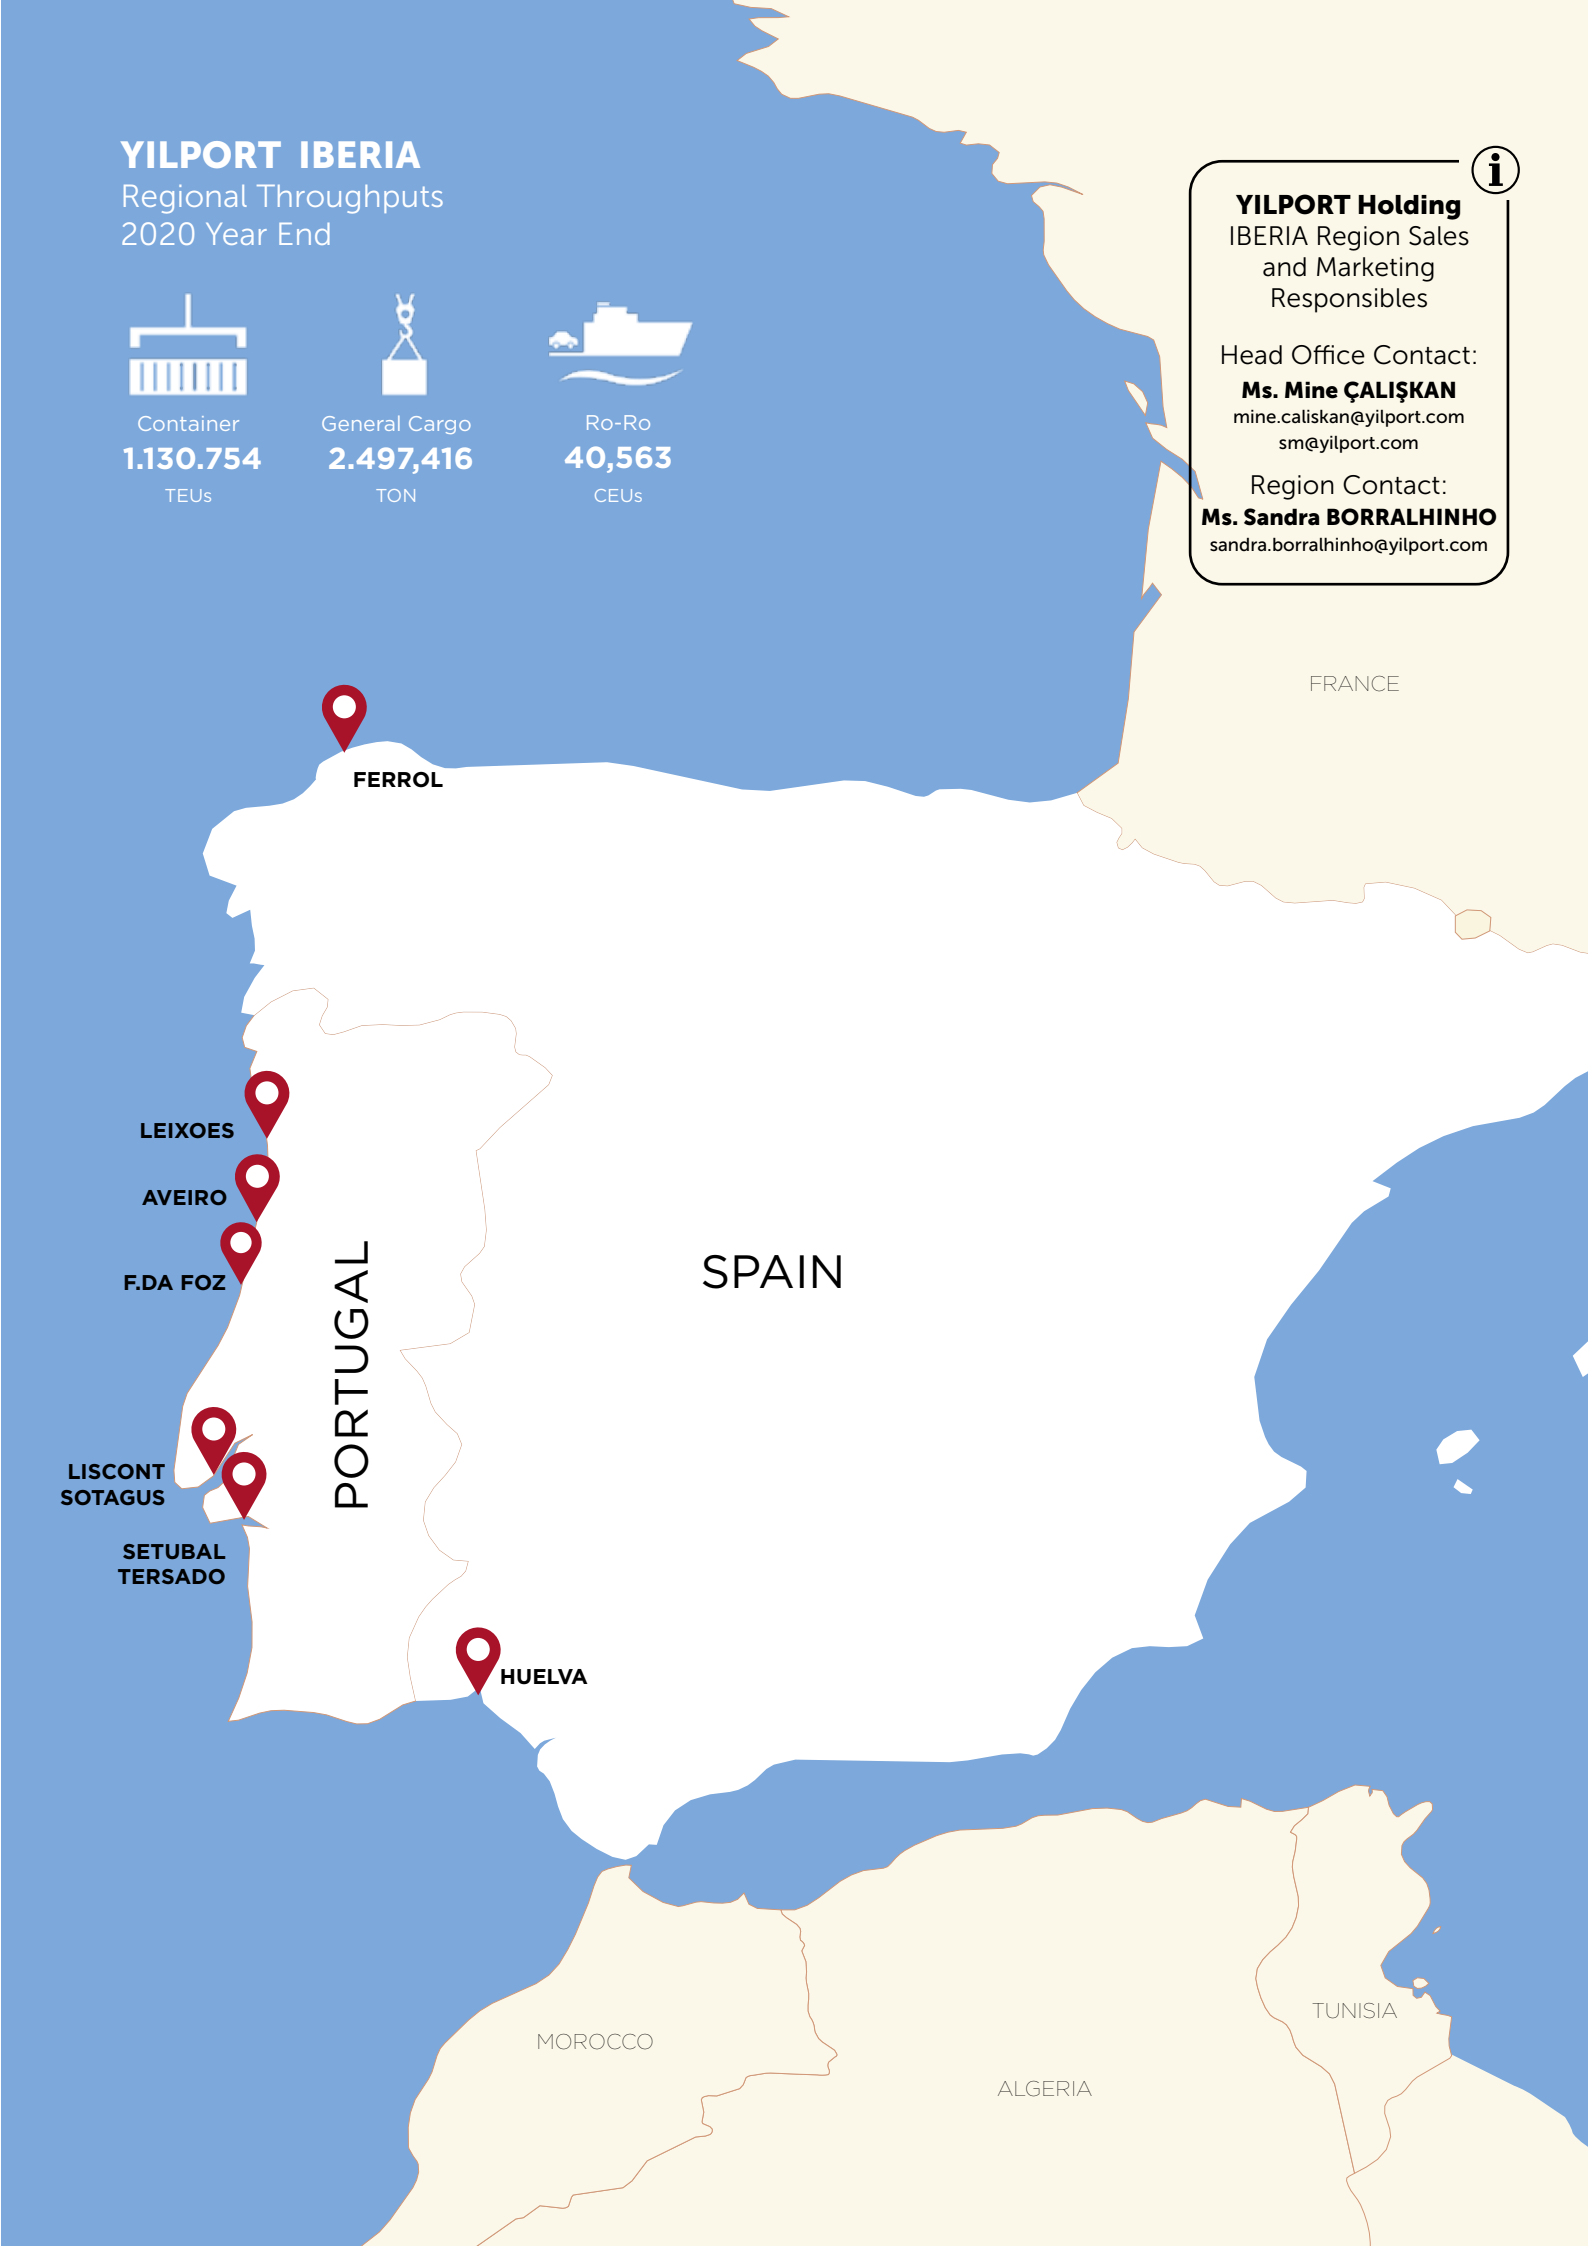 YILPORT IBERIA
Regional Throughputs
2020 Year End
Container
1.130.754
TEUs
General Cargo
2.497,416
TON
Ro-Ro
40,563
CEUs
i
YILPORT Holding
IBERIA Region Sales
and Marketing
Responsibles
Head Office Contact:
Ms. Mine ÇALIŞKAN
mine.caliskan@yilport.com
sm@yilport.com
Region Contact:
Ms. Sandra BORRALHINHO
sandra.borralhinho@yilport.com
FRANCE
FERROL
LEIXOES
AVEIRO
F.DA FOZ
PORTUGAL
SPAIN
LISCONT
SOTAGUS
SETUBAL
TERSADO
HUELVA
MOROCCO
ALGERIA
TUNISIA